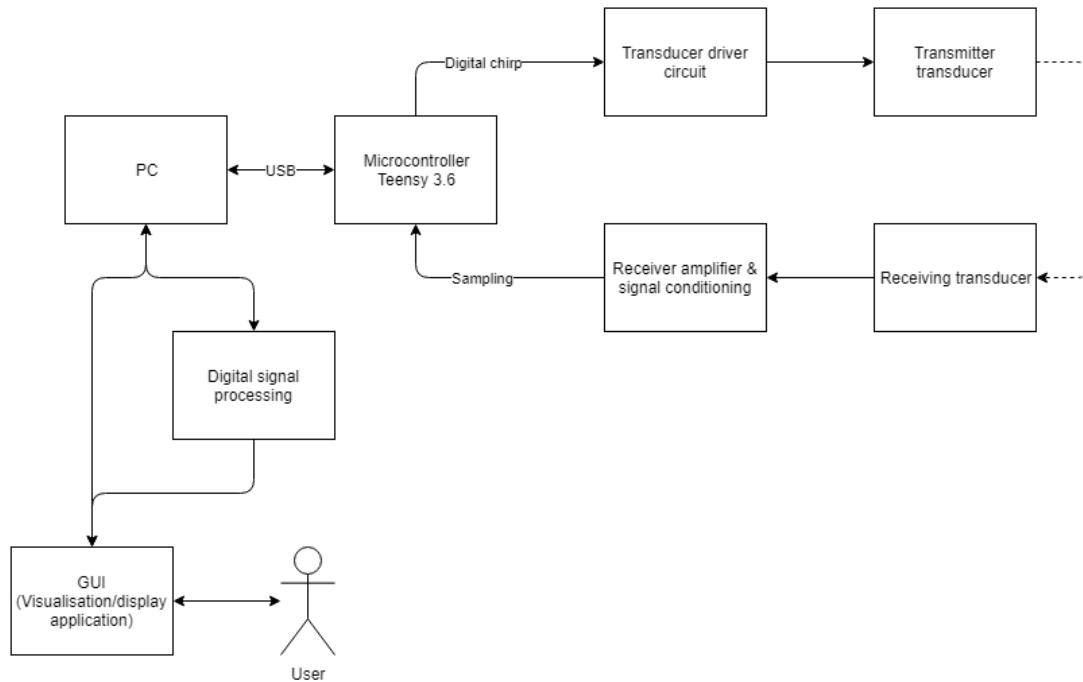 Digital chirp
Transducer driver
circuit
Transmitter
transducer
PC
USB
Microcontroller
Teensy 3.6
Sampling
Receiver amplifier &
signal conditioning
Receiving transducer
Digital signal
processing
GUI
(Visualisation/display
application)
User